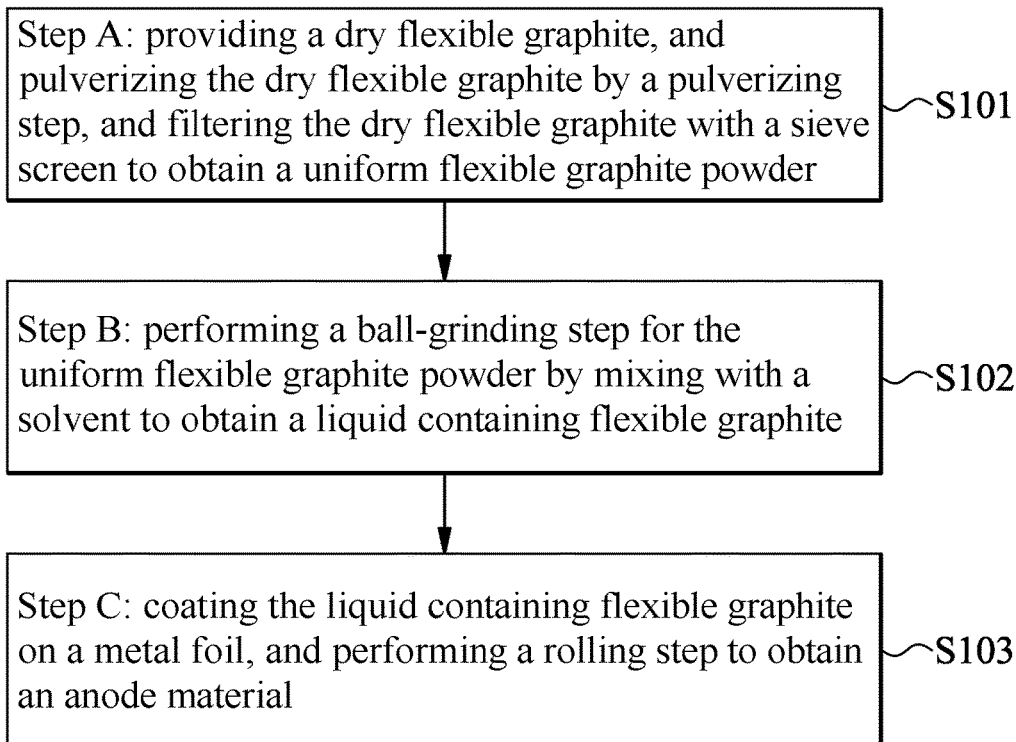 Step A: providing a dry flexible graphite, and
pulverizing the dry flexible graphite by a pulverizing
step, and filtering the dry flexible graphite with a sieve
screen to obtain a uniform flexible graphite powder
S101
Step B: performing a ball-grinding step for the
uniform flexible graphite powder by mixing with a
solvent to obtain a liquid containing flexible graphite
S102
Step C: coating the liquid containing flexible graphite
on a metal foil, and performing a rolling step to obtain
an anode material
S103